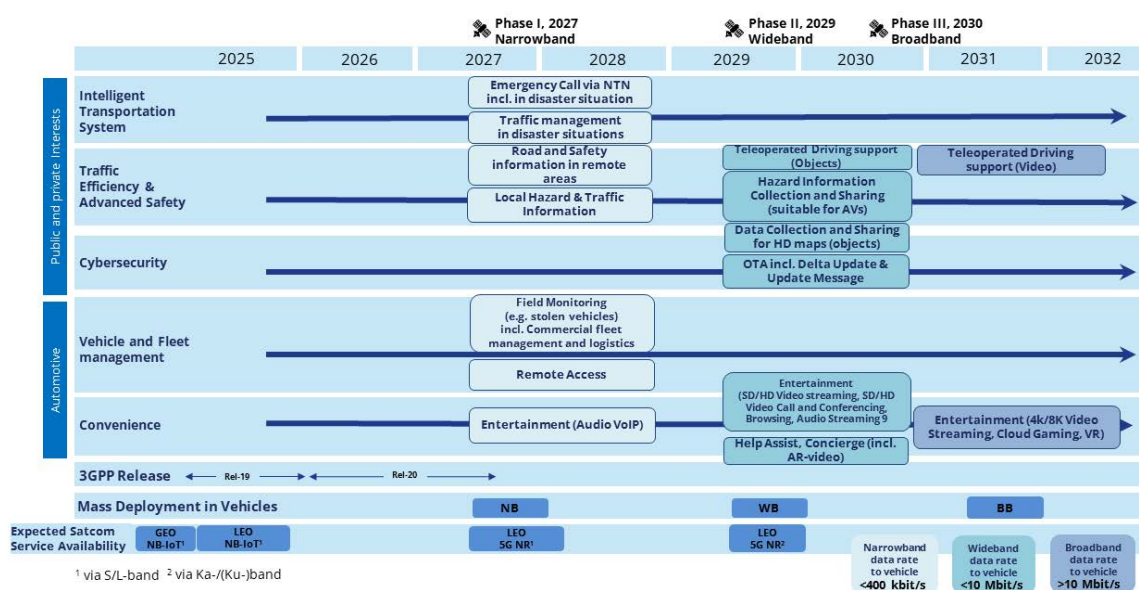 Phase I, 2027
Narrowband
Phase II, 2029
Wideband
Phase III, 2030
Broadband
2025
2026
2027
2028
2029
2030
2031
2032
Public and private Interests
Intelligent
Transportation
System
Emergency Call via NTN
incl. in disaster situation
Traffic management
in disaster situations
Traffic
Efficiency &
Advanced Safety
Road and Safety
information in remote
areas
Local Hazard & Traffic
Information
Teleoperated Driving support
(Objects)
Hazard Information
Collection and Sharing
(suitable for AVs)
Teleoperated Driving
support (Video)
Cybersecurity
Data Collection and Sharing
for HD maps (objects)
OTA incl. Delta Update &
Update Message
Automotive
Vehicle and Fleet
management
Field Monitoring
(e.g. stolen vehicles)
incl. Commercial fleet
management and logistics
Remote Access
Convenience
Entertainment (Audio VoIP)
Entertainment
(SD/HD Video streaming, SD/HD
Video Call and Conferencing,
Browsing, Audio Streaming 9
Help Assist, Concierge (incl.
AR-video)
Entertainment (4k/8K Video
Streaming, Cloud Gaming, VR)
3GPP Release
Rel-19
Rel-20
Mass Deployment in Vehicles
NB
WB
BB
Expected Satcom
Service Availability
GEO
NB-IoT¹
LEO
NB-IoT¹
LEO
5G NR¹
LEO
5G NR²
Narrowband
data rate
to vehicle
<400 kbit/s
Wideband
data rate
to vehicle
<10 Mbit/s
Broadband
data rate
to vehicle
>10 Mbit/s
¹ via S/L-band ² via Ka-/(Ku-)band